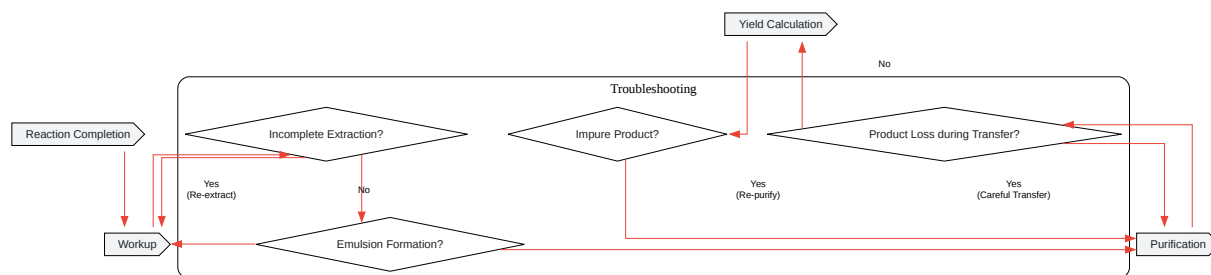 Yield Calculation
No
Troubleshooting
Reaction Completion
Incomplete Extraction?
Impure Product?
Product Loss during Transfer?
Yes
(Re-extract)
No
Yes
(Re-purify)
Yes
(Careful Transfer)
Workup
Emulsion Formation?
Purification